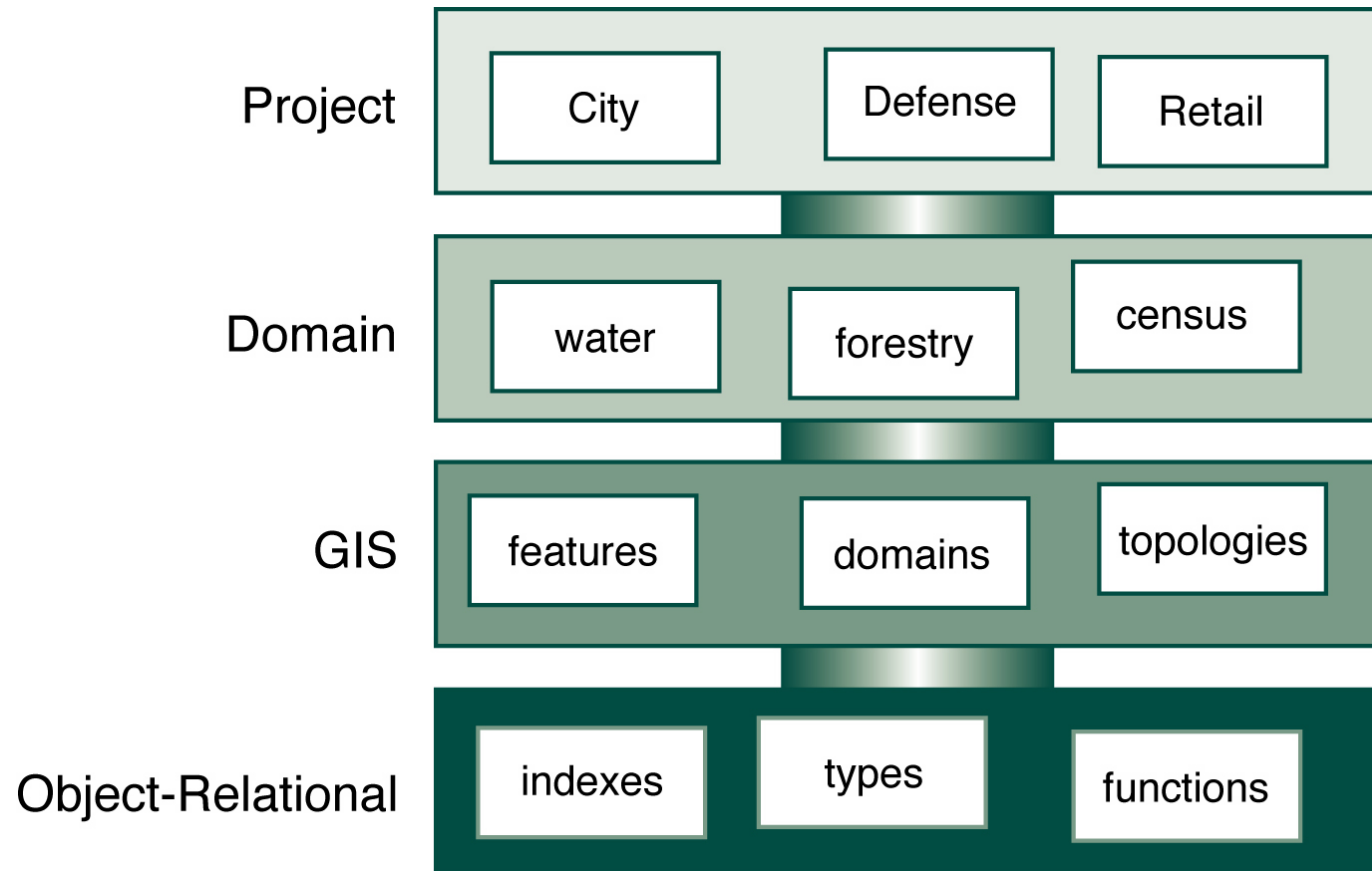 Project
City
Defense
Retail
Domain
water
forestry
census
GIS
features
domains
topologies
Object-Relational
indexes
types
functions